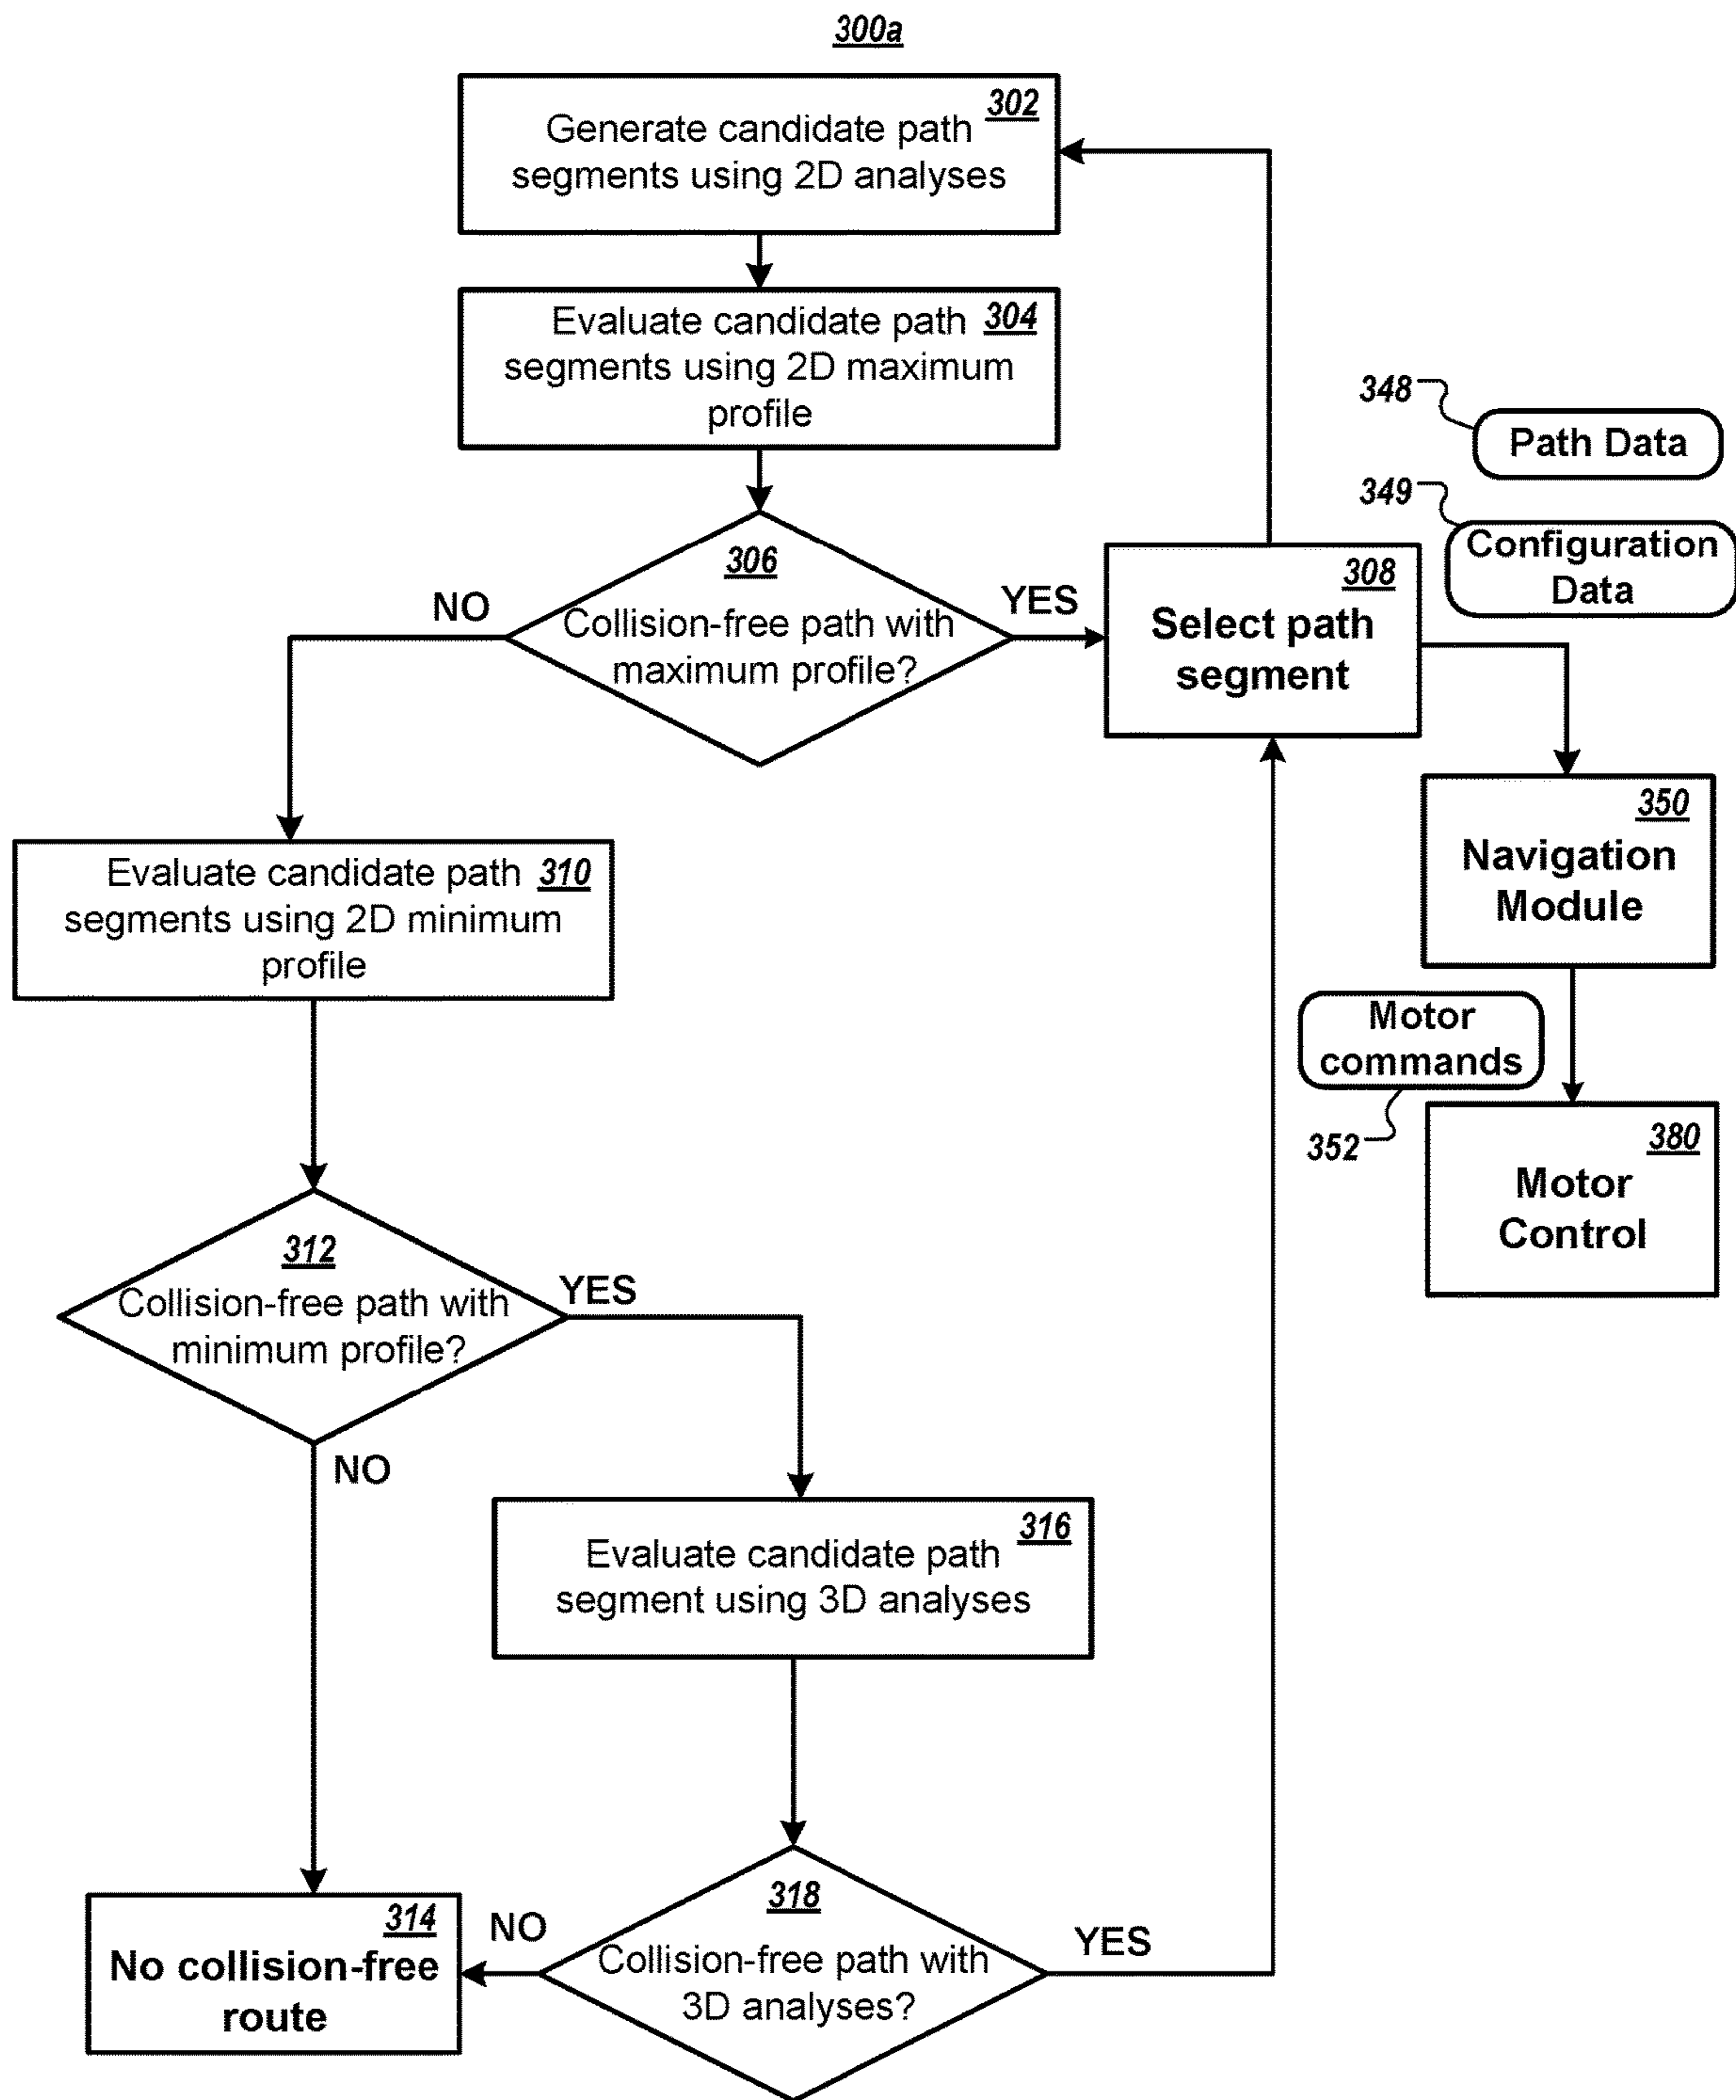 300a
302
Generate candidate path
segments using 2D analyses
Evaluate candidate path 304
segments using 2D maximum
profile
348
Path Data
349
Configuration
Data
306
Collision-free path with
maximum profile?
NO
YES
308
Select path
segment
350
Navigation
Module
Evaluate candidate path 310
segments using 2D minimum
profile
Motor
commands
352
380
Motor
Control
312
Collision-free path with
minimum profile?
YES
NO
316
Evaluate candidate path
segment using 3D analyses
314
No collision-free
route
NO
318
Collision-free path with
3D analyses?
YES